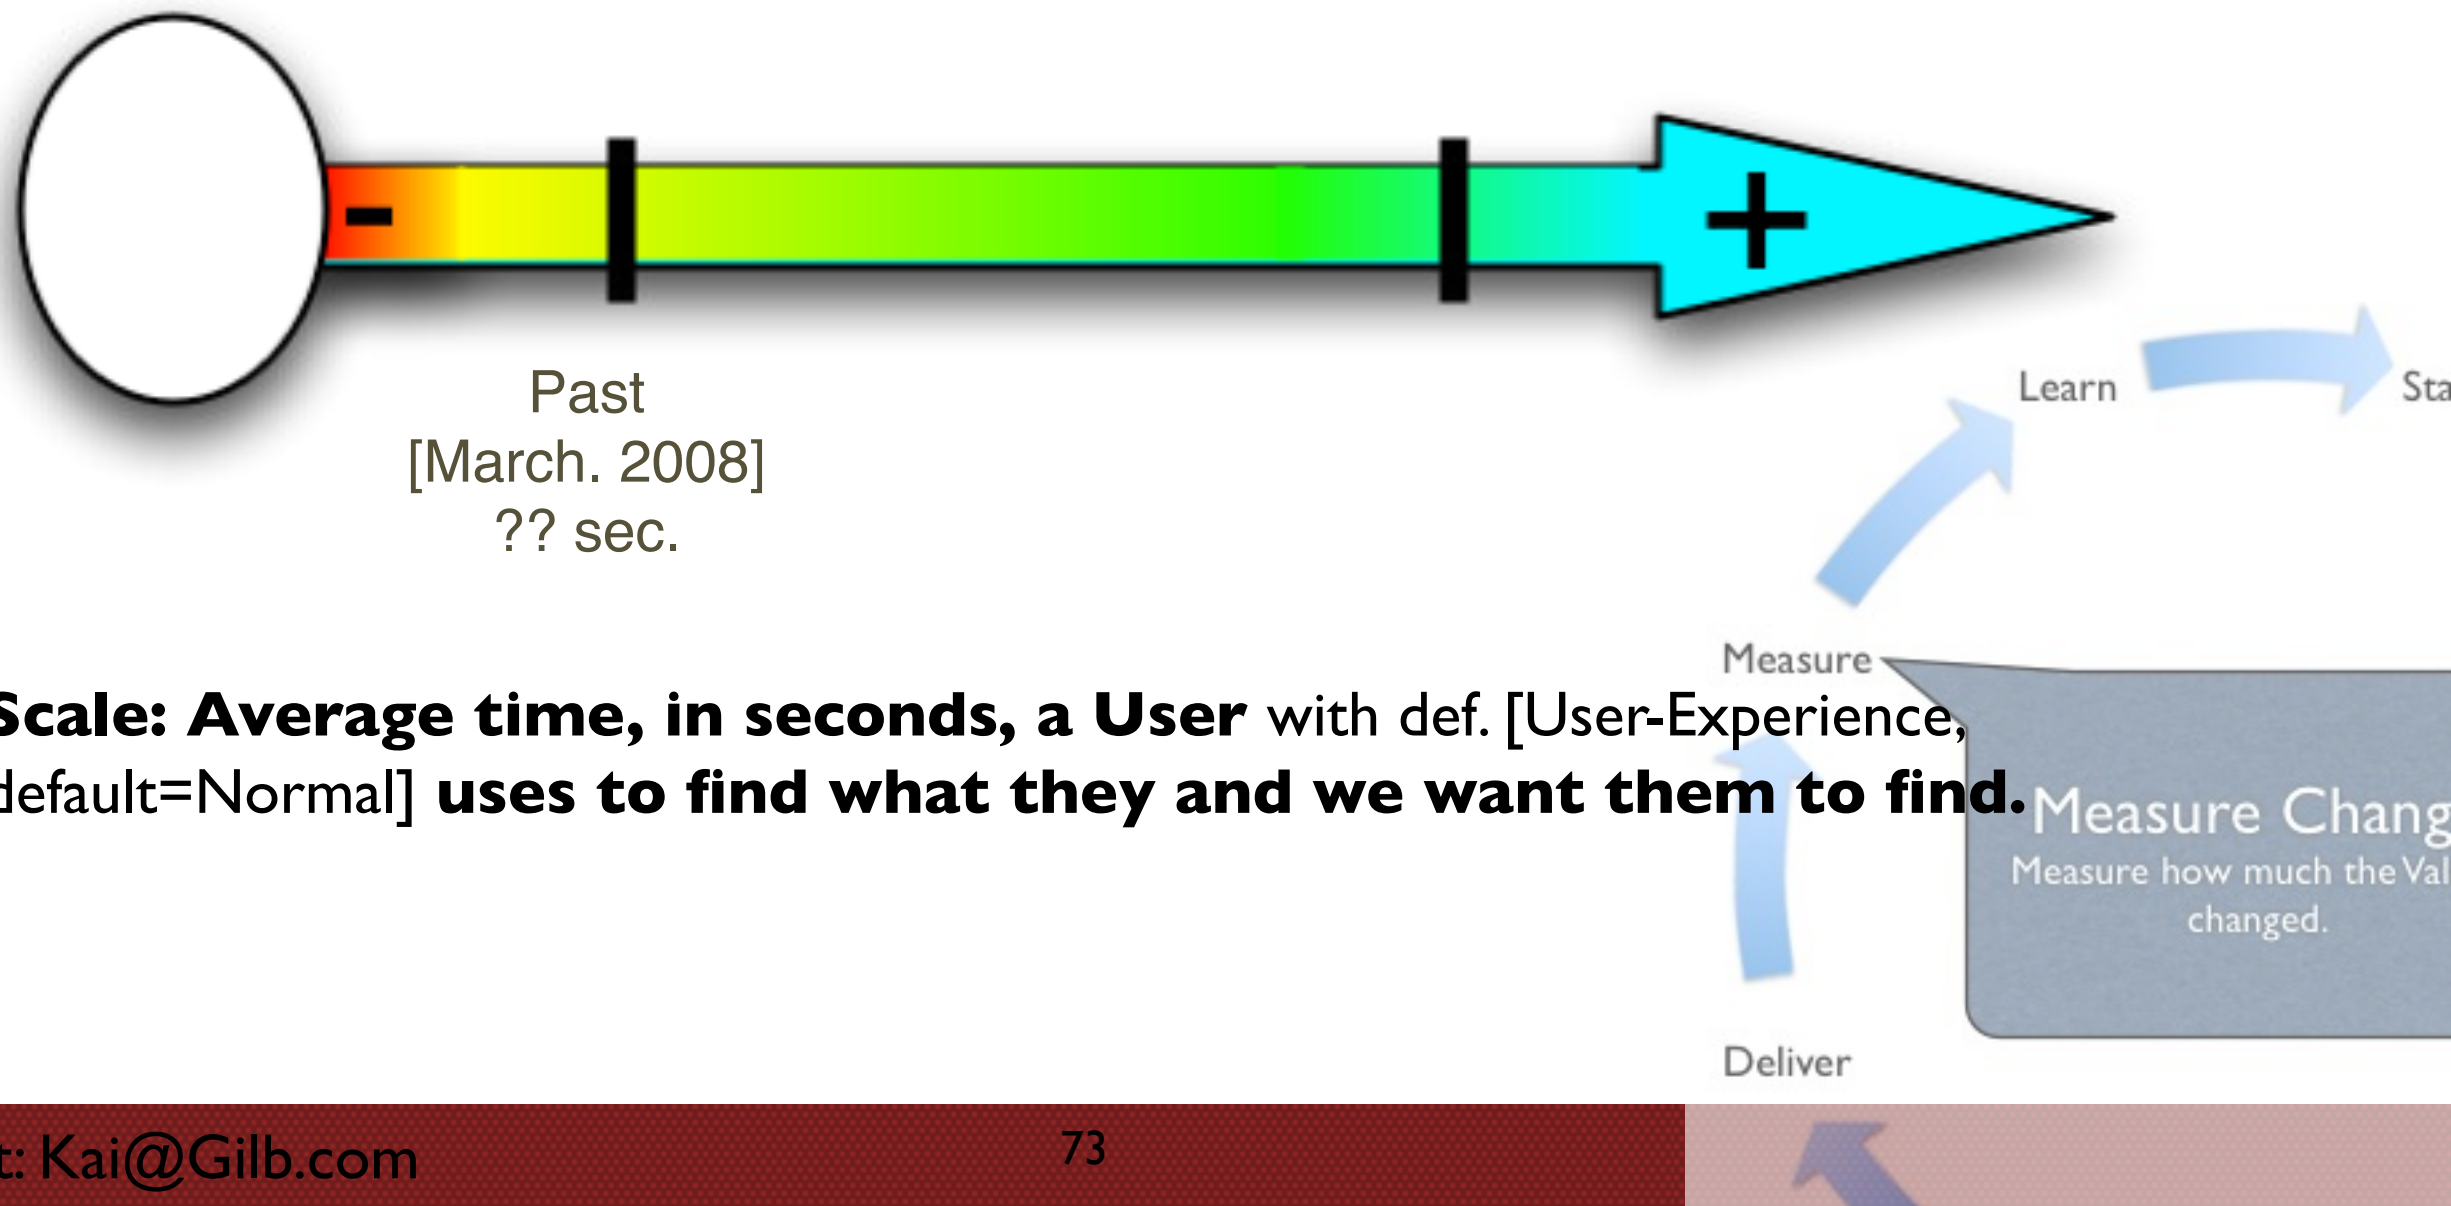 -
+
Past
[March. 2008]
?? sec.
Learn
Sta
Measure
Scale: Average time, in seconds, a User with def. [User-Experience,
default=Normal] uses to find what they and we want them to find.
Measure Chang
Measure how much the Val
changed.
Deliver
t: Kai@Gilb.com
73